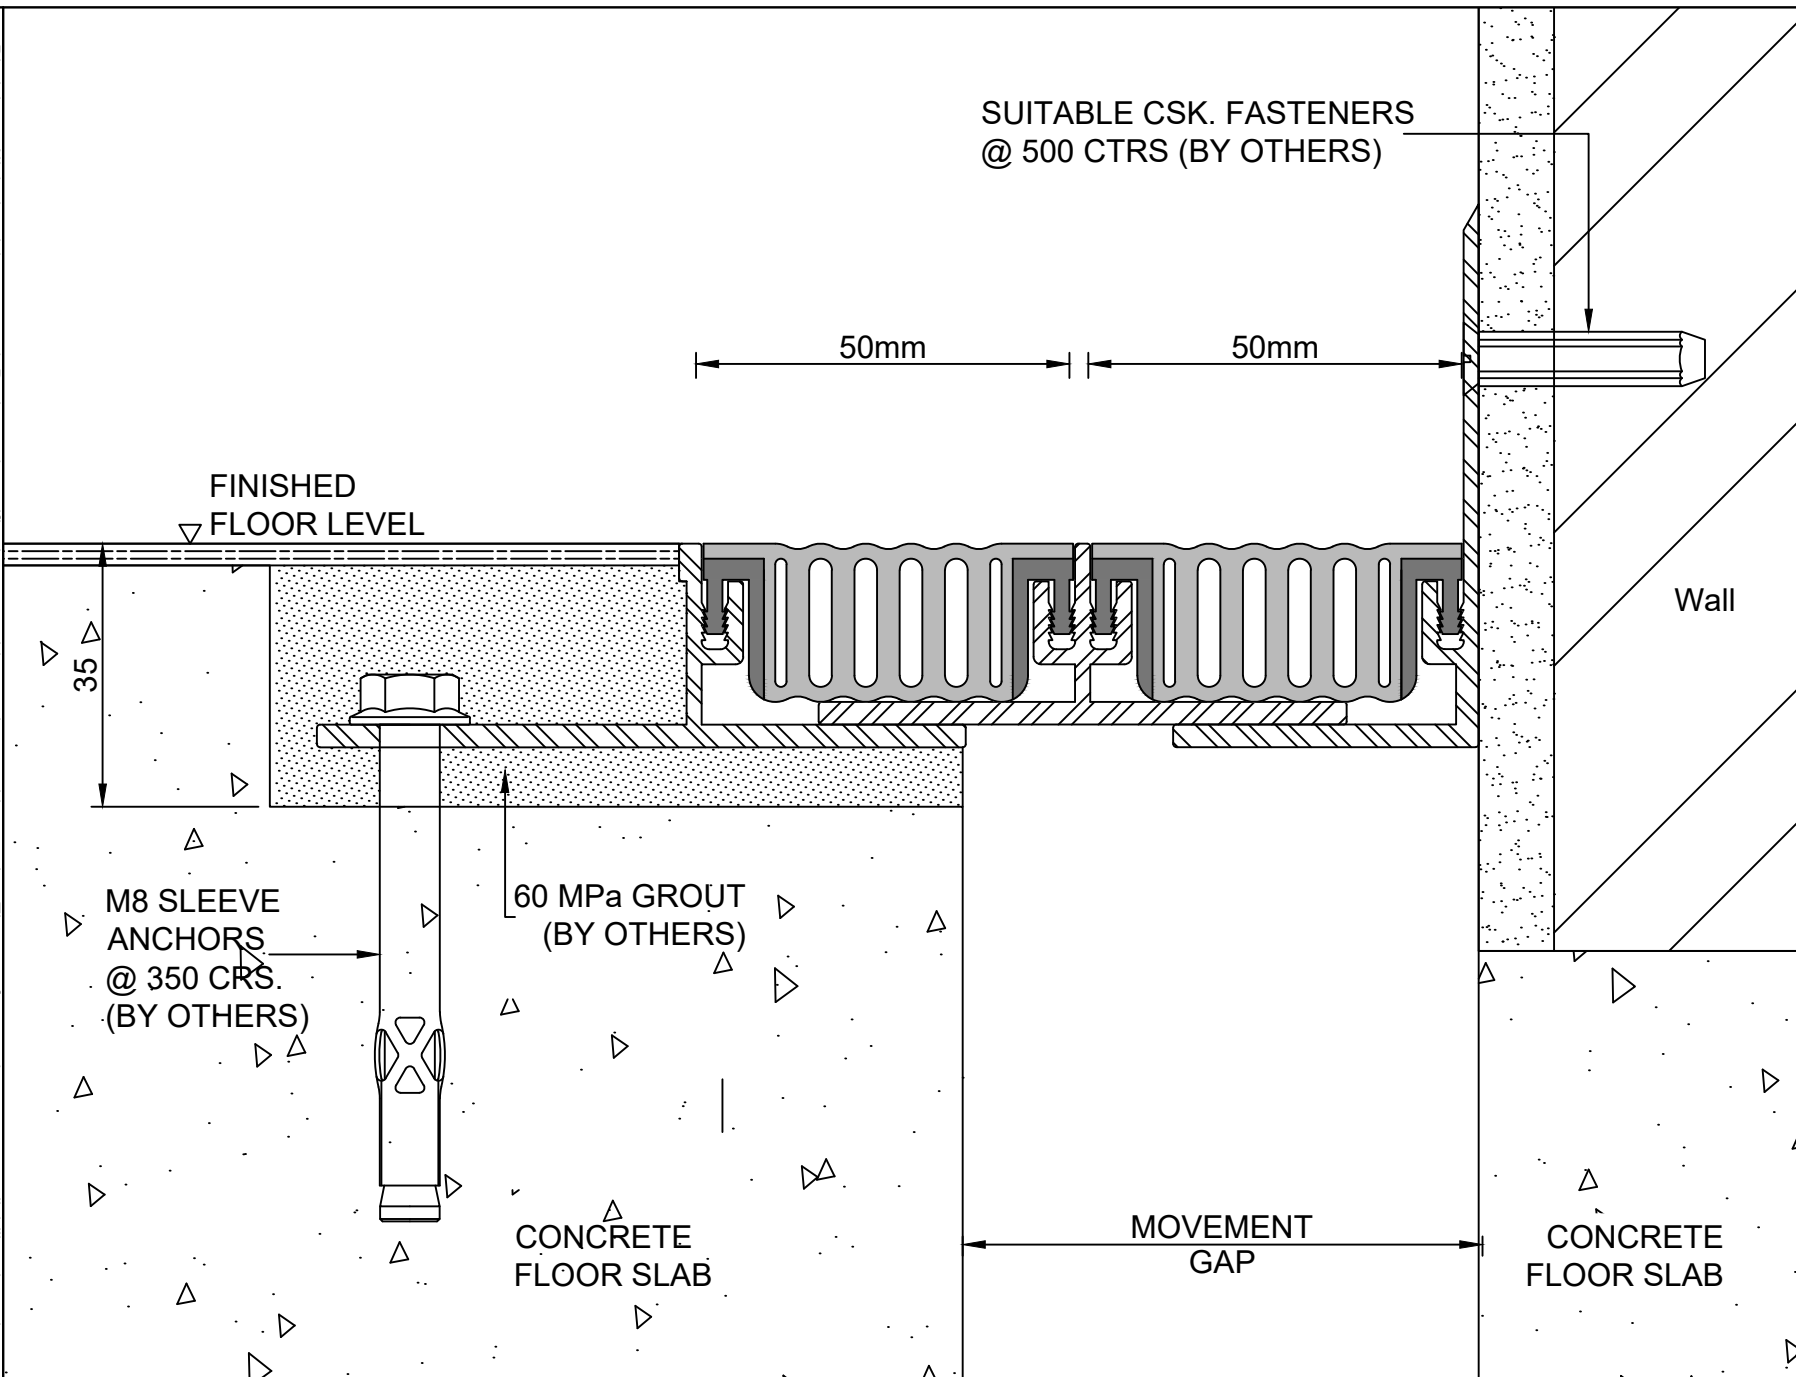 SUITABLE CSK. FASTENERS
@ 500 CTRS (BY OTHERS)
50mm
50mm
FINISHED
FLOOR LEVEL
Wall
35
M8 SLEEVE
ANCHORS
@ 350 CRS.
(BY OTHERS)
60 MPa GROUT
(BY OTHERS)
CONCRETE
FLOOR SLAB
MOVEMENT
GAP
CONCRETE
FLOOR SLAB